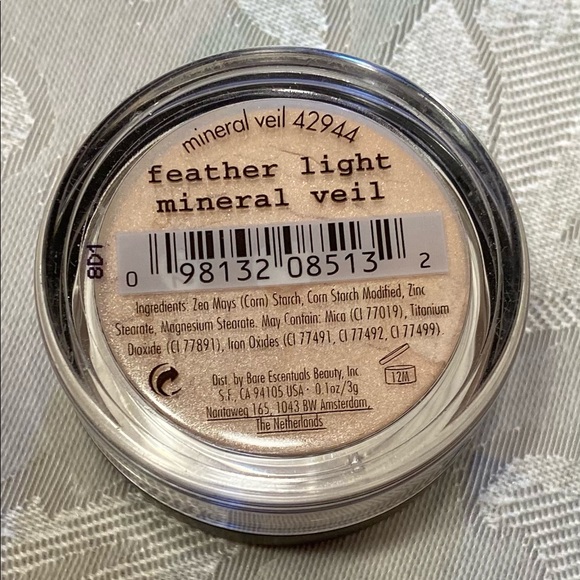 mineral veil 42944
feather light
mineral veil
0 98132 08513 2
8D1
Ingredients: Zea Mays (Corn) Starch, Corn Starch Modified, Zinc
Stearate, Magnesium Stearate. May Contain: Mica (CI 77019), Titanium
Dioxide (CI 77891), Iron Oxides (CI 77491, CI 77492, CI 77499).
12M
Dist. by Bare Escentuals Beauty, Inc.
S.F., CA 94105 USA · 0.1oz/3g
Naritaweg 165, 1043 BW Amsterdam,
The Netherlands